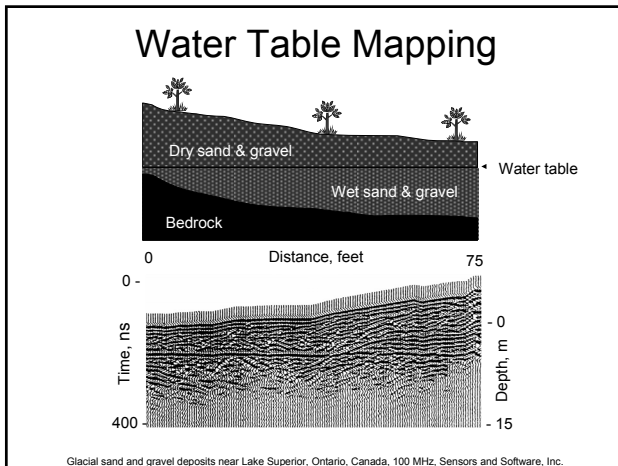 Water Table Mapping
Dry sand & gravel
Water table
Wet sand & gravel
Bedrock
0 Distance, feet 75
0 -
Time, ns
- 0
Depth, m
400 -
- 15
Glacial sand and gravel deposits near Lake Superior, Ontario, Canada, 100 MHz, Sensors and Software, Inc.